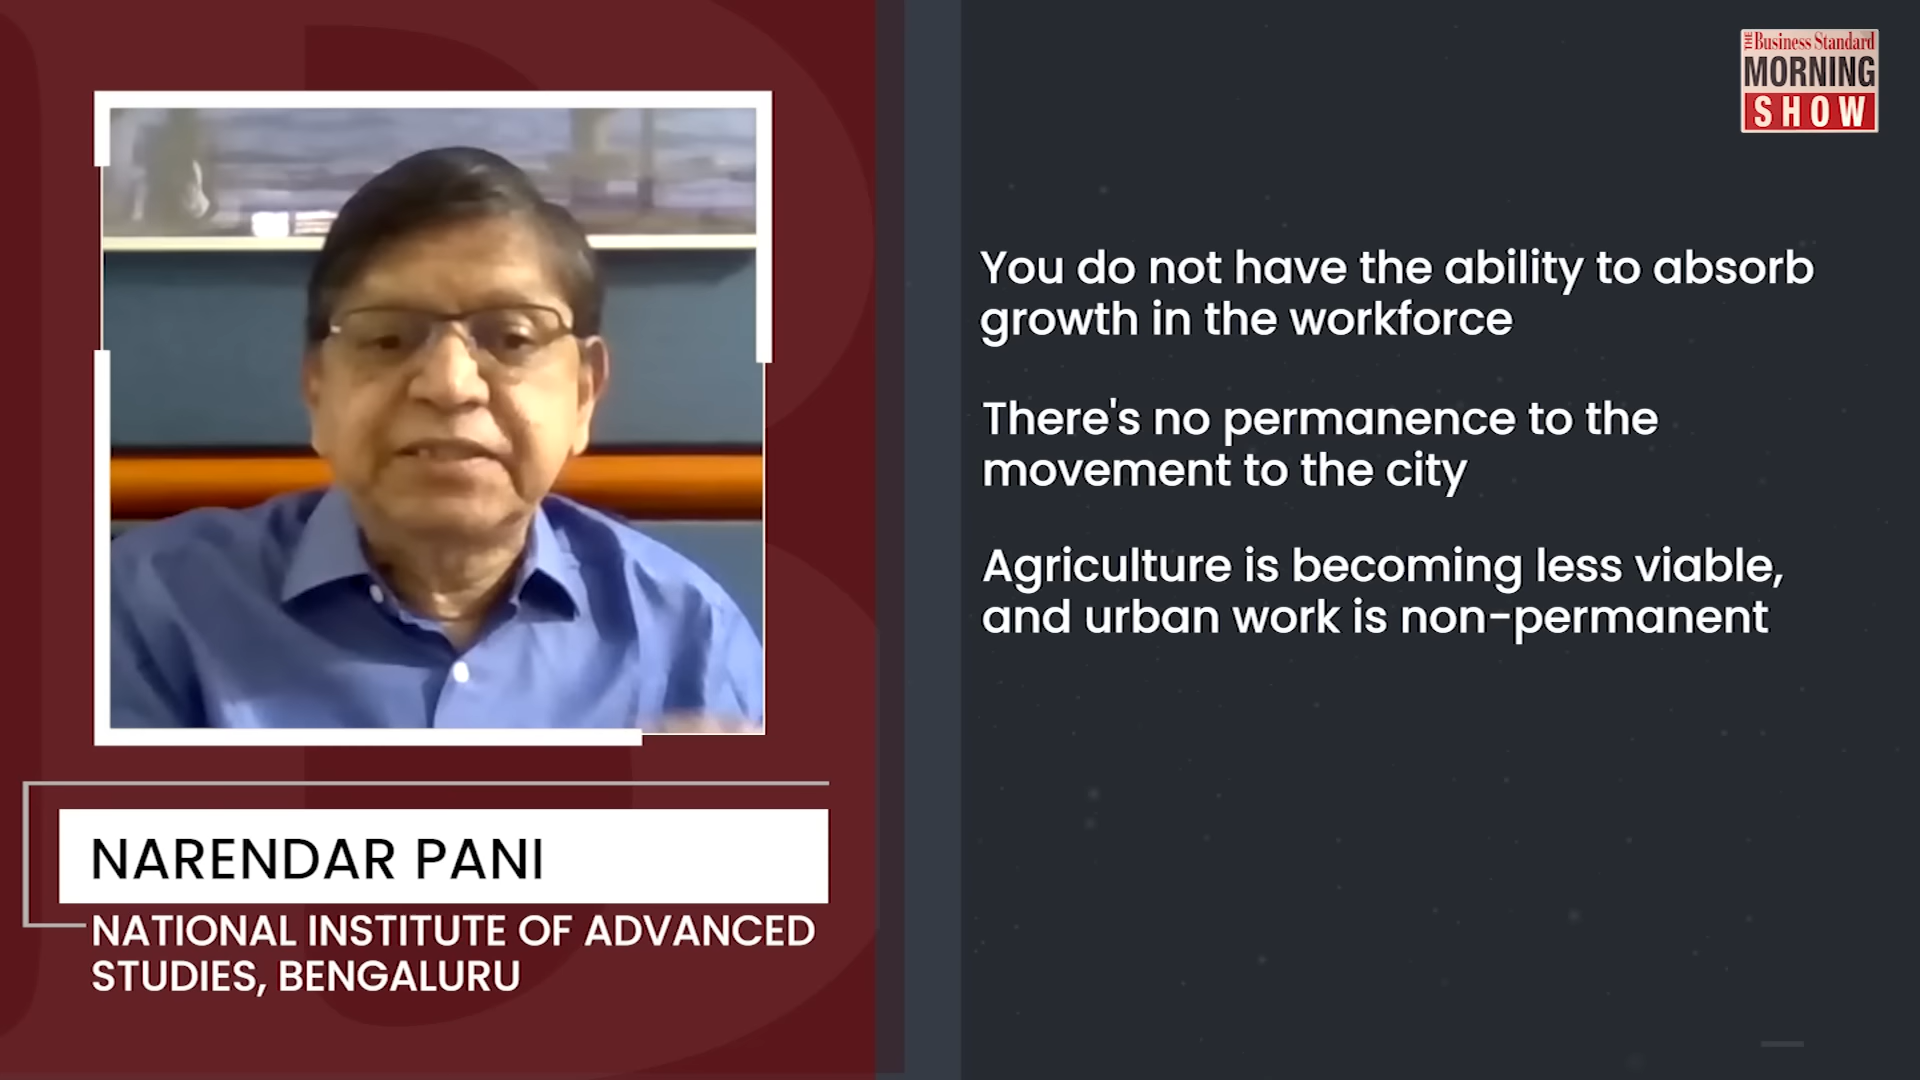 THE Business Standard
MORNING
SHOW
You do not have the ability to absorb
growth in the workforce
There's no permanence to the
movement to the city
Agriculture is becoming less viable,
and urban work is non-permanent
NARENDAR PANI
NATIONAL INSTITUTE OF ADVANCED
STUDIES, BENGALURU